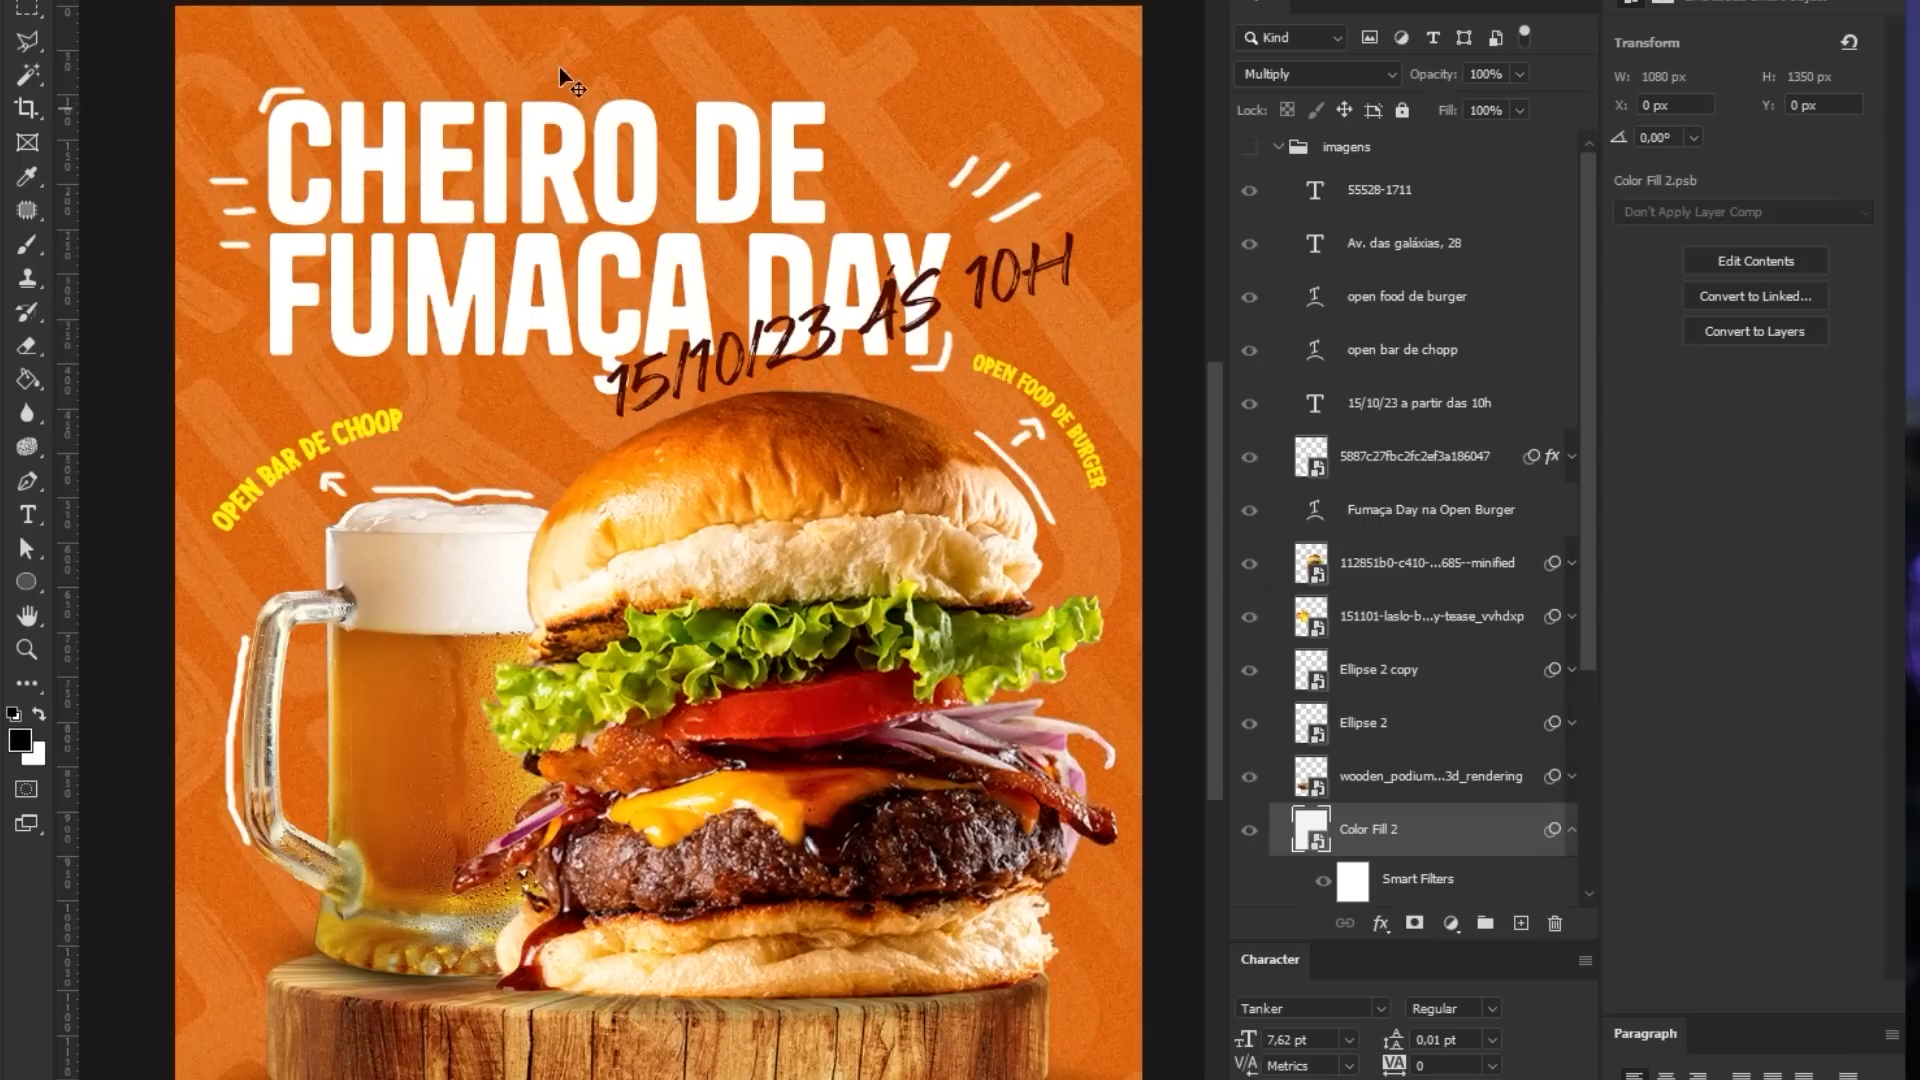 CHEIRO DE
FUMAÇA DAY
15/10/23 ÁS 10H
OPEN BAR DE CHOOP
OPEN FOOD DE BURGER
Kind
Multiply
Opacity: 100%
Lock:
Fill: 100%
imagens
55528-1711
Av. das galáxias, 28
open food de burger
open bar de chopp
15/10/23 a partir das 10h
5887c27fbc2fc2ef3a186047
Fumaça Day na Open Burger
112851b0-c410-...685--minified
151101-laslo-b...y-tease_vvhdxp
Ellipse 2 copy
Ellipse 2
wooden_podium...3d_rendering
Color Fill 2
Smart Filters
Character
Tanker
Regular
7,62 pt
0,01 pt
Metrics
0
Transform
W: 1080 px
H: 1350 px
X: 0 px
Y: 0 px
0,00°
Color Fill 2.psb
Don't Apply Layer Comp
Edit Contents
Convert to Linked...
Convert to Layers
Paragraph